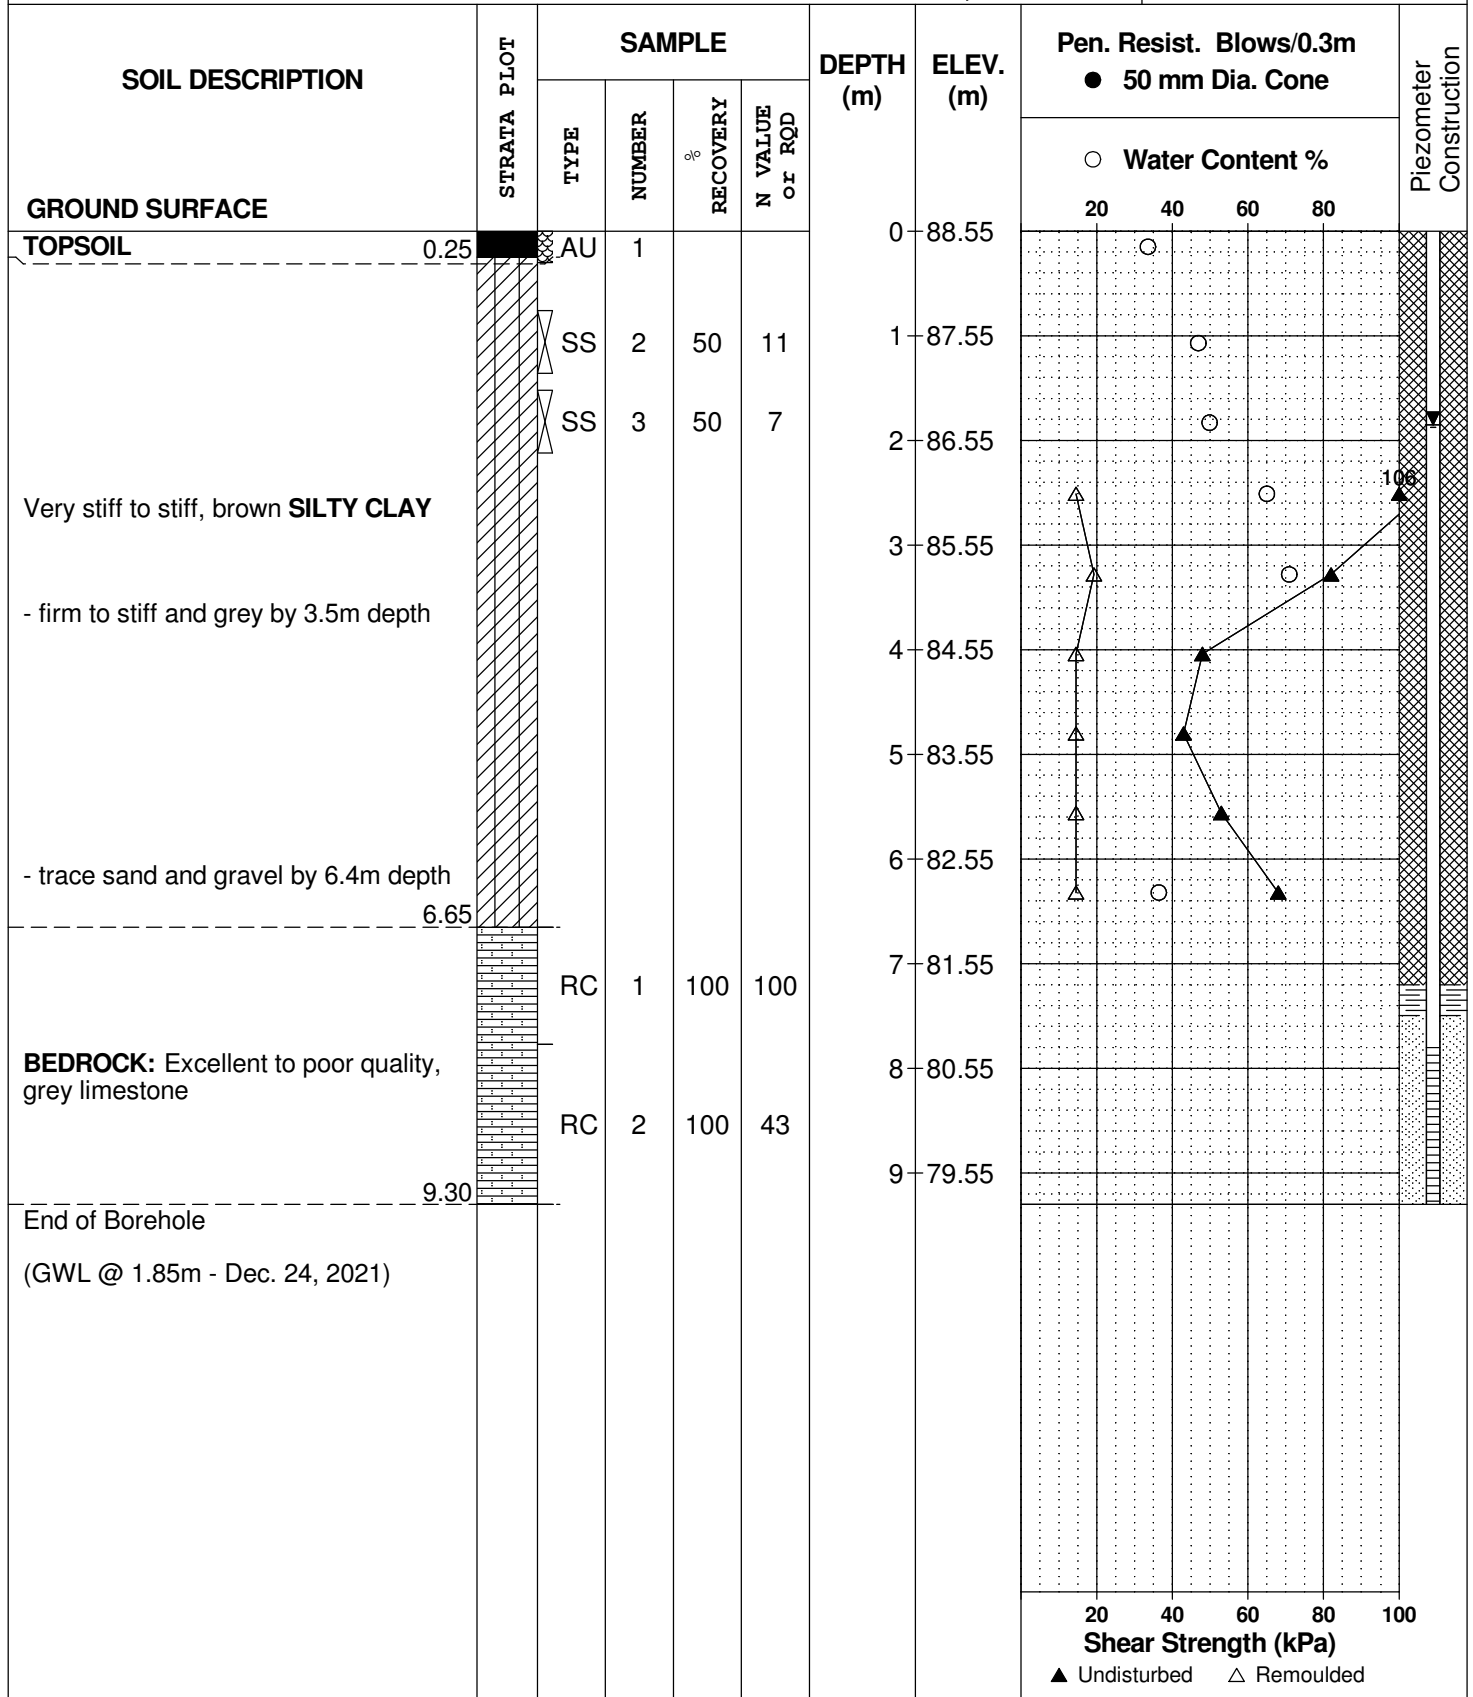 SOIL DESCRIPTION
GROUND SURFACE
STRATA PLOT
SAMPLE
TYPE
NUMBER
%
RECOVERY
N VALUE
or RQD
DEPTH
(m)
ELEV.
(m)
Pen. Resist. Blows/0.3m
● 50 mm Dia. Cone
○ Water Content %
20 40 60 80
Piezometer
Construction
TOPSOIL 0.25
AU 1
0 88.55
SS 2 50 11
1 87.55
SS 3 50 7
2 86.55
106
Very stiff to stiff, brown SILTY CLAY
3 85.55
- firm to stiff and grey by 3.5m depth
4 84.55
5 83.55
6 82.55
- trace sand and gravel by 6.4m depth
6.65
7 81.55
RC 1 100 100
BEDROCK: Excellent to poor quality,
grey limestone
8 80.55
RC 2 100 43
9 79.55
9.30
End of Borehole
(GWL @ 1.85m - Dec. 24, 2021)
20 40 60 80 100
Shear Strength (kPa)
▲ Undisturbed △ Remoulded